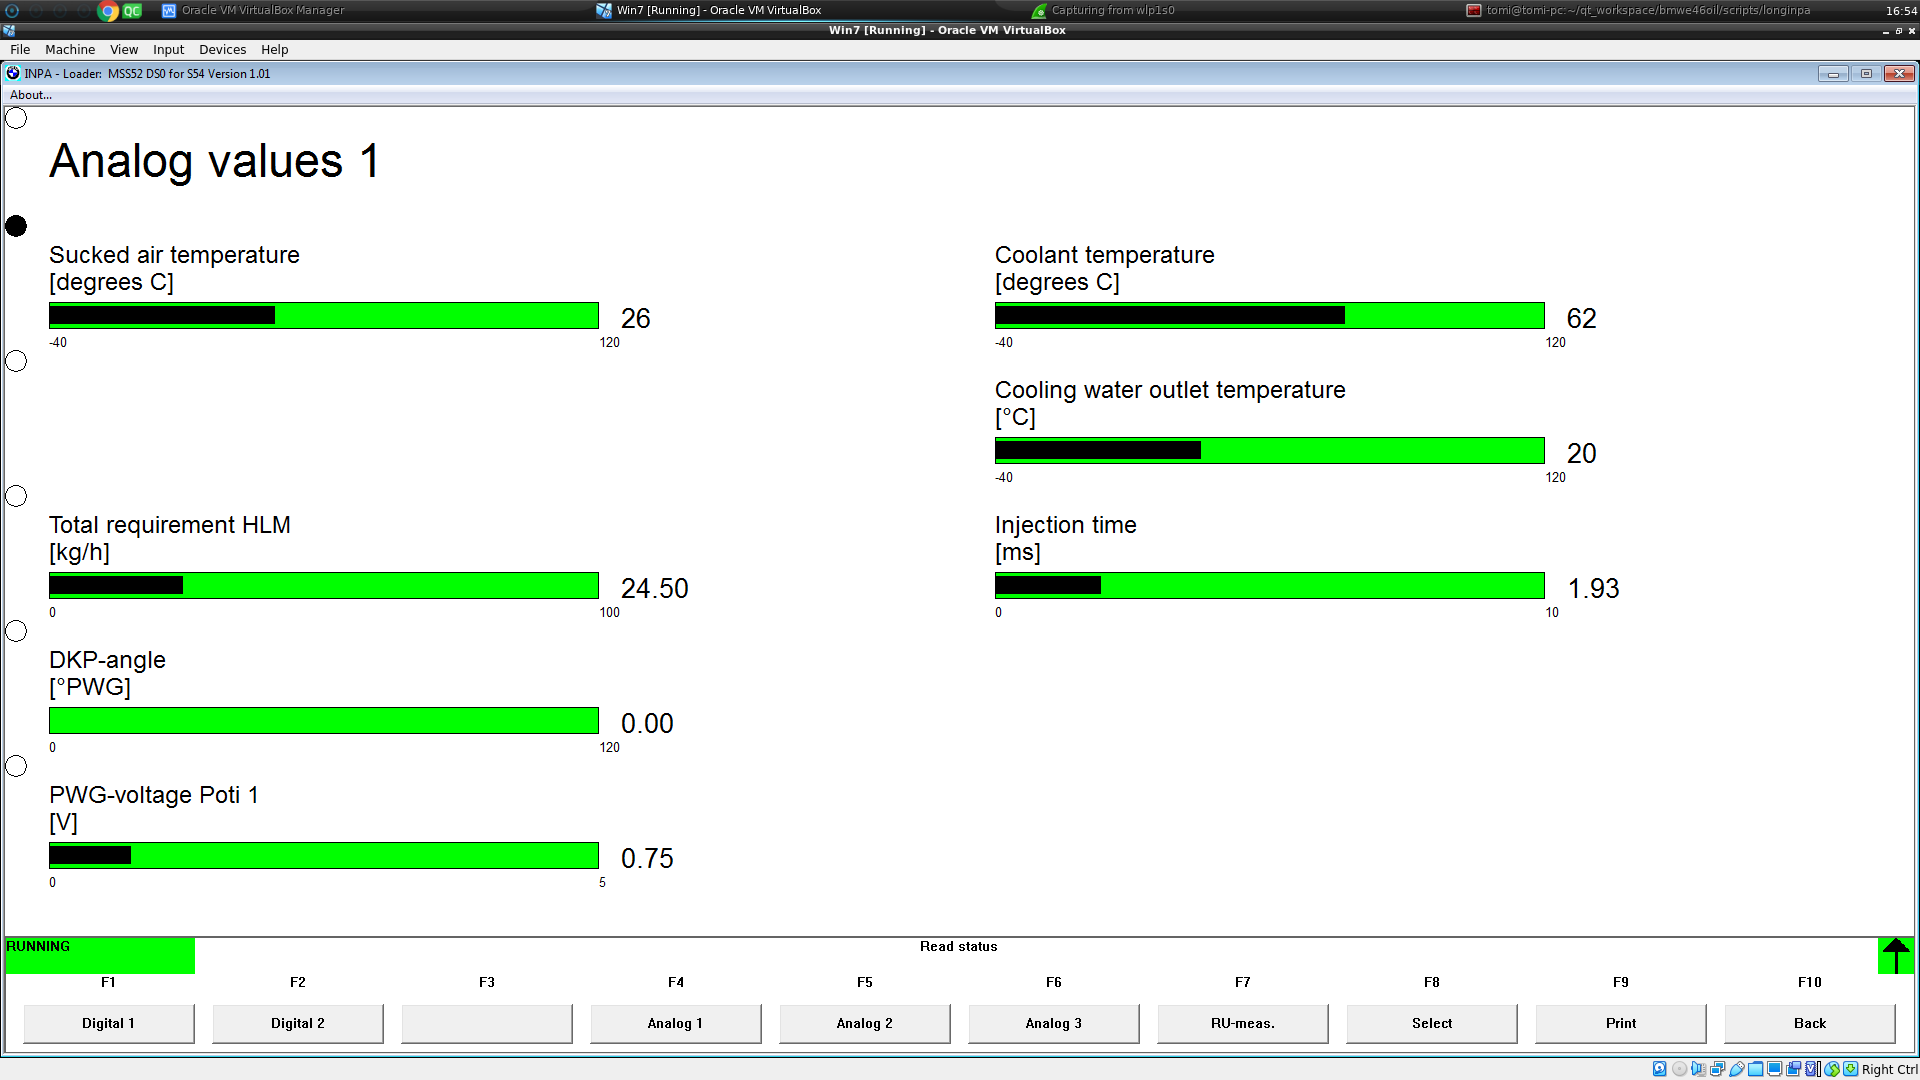 QC
Oracle VM VirtualBox Manager
Win7 [Running] - Oracle VM VirtualBox
Capturing from wlp1s0
tomi@tomi-pc:~/qt_workspace/bmwe46oil/scripts/longinpa
16:54
Win7 [Running] - Oracle VM VirtualBox
File Machine View Input Devices Help
INPA - Loader: MSS52 DS0 for S54 Version 1.01
About...
Analog values 1
Sucked air temperature
[degrees C]
26
-40 120
Coolant temperature
[degrees C]
62
-40 120
Cooling water outlet temperature
[°C]
20
-40 120
Total requirement HLM
[kg/h]
24.50
0 100
Injection time
[ms]
1.93
0 10
DKP-angle
[°PWG]
0.00
0 120
PWG-voltage Poti 1
[V]
0.75
0 5
RUNNING
Read status
F1 F2 F3 F4 F5 F6 F7 F8 F9 F10
Digital 1 Digital 2 Analog 1 Analog 2 Analog 3 RU-meas. Select Print Back
Right Ctrl